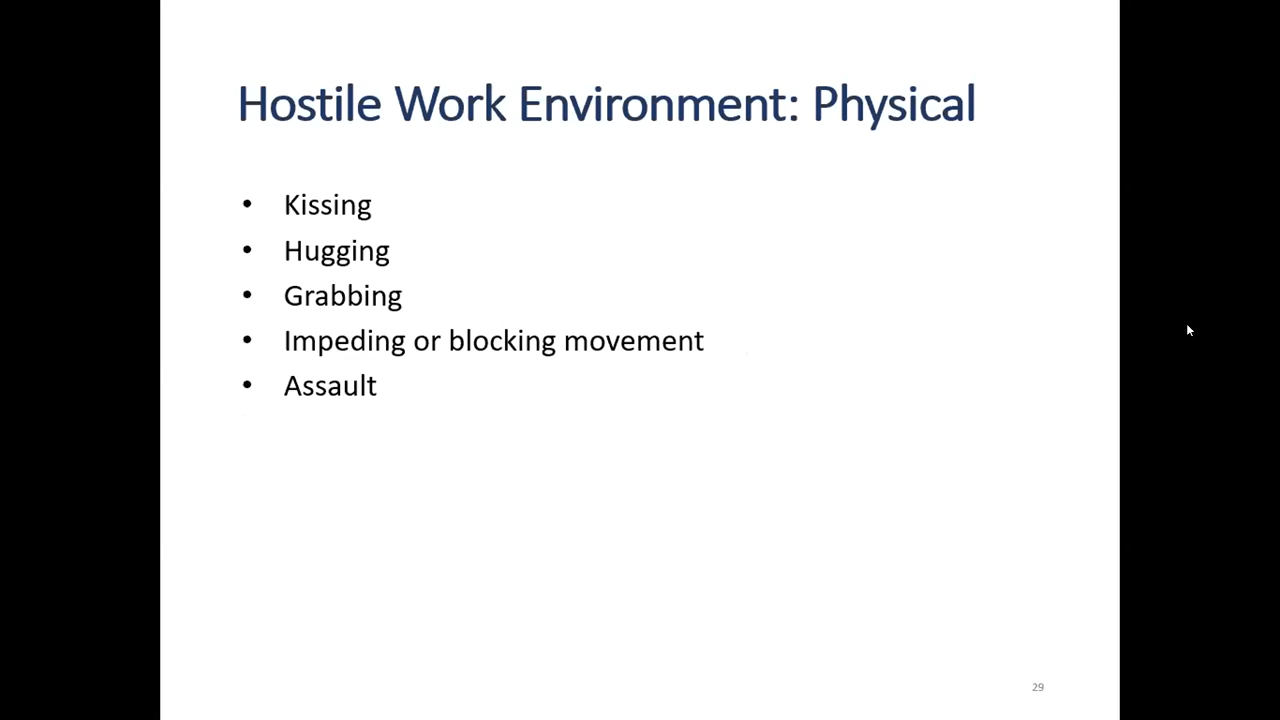 Hostile Work Environment: Physical
• Kissing
• Hugging
• Grabbing
• Impeding or blocking movement
• Assault
29